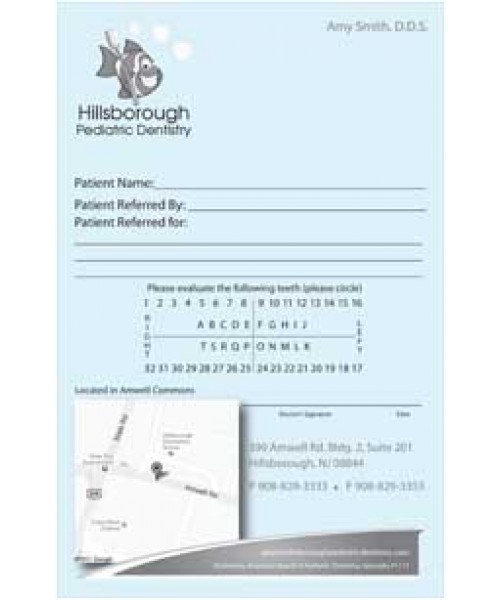 Amy Smith, D.D.S.
Hillsborough
Pediatric Dentistry
Patient Name:
Patient Referred By:
Patient Referred for:
Please evaluate the following teeth (please circle)
1 2 3 4 5 6 7 8 9 10 11 12 13 14 15 16
RIGHT
A B C D E F G H I J
LEFT
T S R Q P O N M L K
32 31 30 29 28 27 26 25 24 23 22 21 20 19 18 17
Located in Amwell Commons
Doctor's Signature Date
390 Amwell Rd. Bldg. 2, Suite 201
Hillsborough, NJ 08844
P 908-829-3333 • F 908-829-3353
Amwell Rd